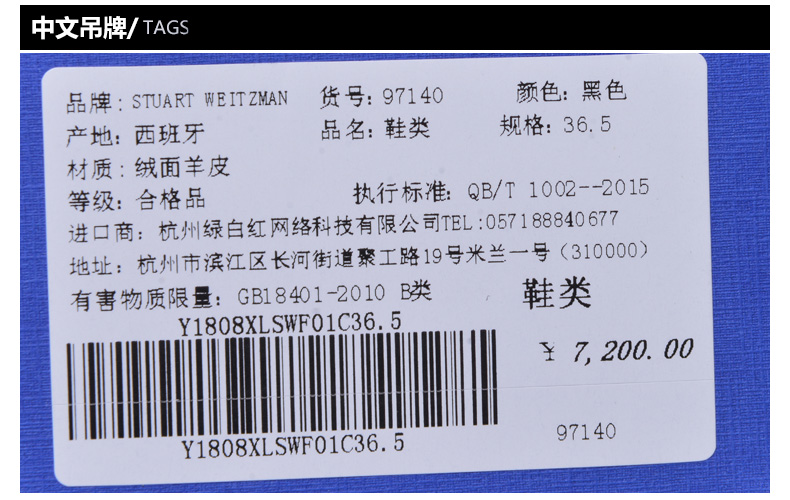 中文吊牌/TAGS
品牌：STUART WEITZMAN 货号：97140 颜色：黑色
产地：西班牙 品名：鞋类 规格：36.5
材质：绒面羊皮
等级：合格品 执行标准：QB/T 1002--2015
进口商：杭州绿白红网络科技有限公司TEL:057188840677
地址：杭州市滨江区长河街道聚工路19号米兰一号（310000）
有害物质限量：GB18401-2010 B类 鞋类
Y1808XLSWF01C36.5
￥ 7,200.00
Y1808XLSWF01C36.5
97140